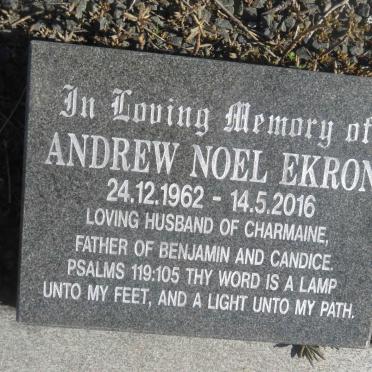 In Loving Memory of
ANDREW NOEL EKRON
24.12.1962 - 14.5.2016
LOVING HUSBAND OF CHARMAINE,
FATHER OF BENJAMIN AND CANDICE.
PSALMS 119:105 THY WORD IS A LAMP
UNTO MY FEET, AND A LIGHT UNTO MY PATH.